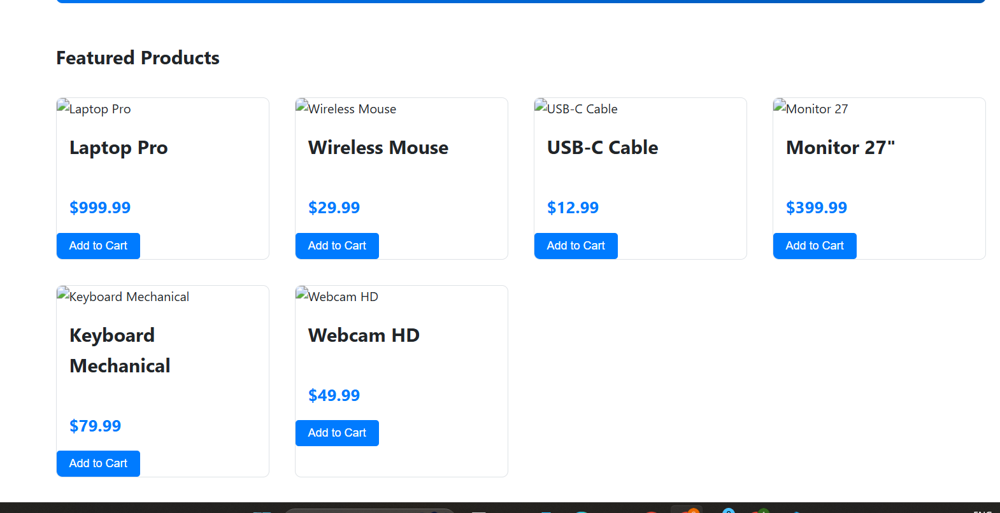 Featured Products
Laptop Pro
Laptop Pro
$999.99
Add to Cart
Wireless Mouse
Wireless Mouse
$29.99
Add to Cart
USB-C Cable
USB-C Cable
$12.99
Add to Cart
Monitor 27
Monitor 27"
$399.99
Add to Cart
Keyboard Mechanical
Keyboard
Mechanical
$79.99
Add to Cart
Webcam HD
Webcam HD
$49.99
Add to Cart